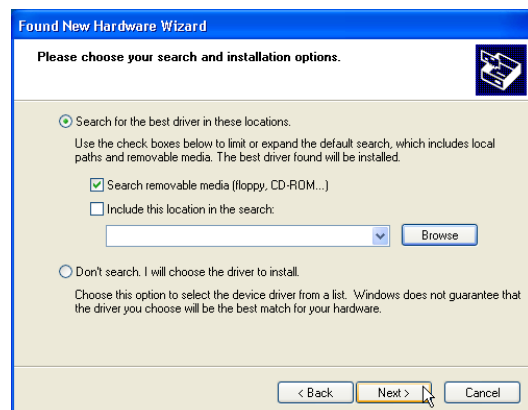 Found New Hardware Wizard
Please choose your search and installation options.
Search for the best driver in these locations.
Use the check boxes below to limit or expand the default search, which includes local
paths and removable media. The best driver found will be installed.
Search removable media (floppy, CD-ROM...)
Include this location in the search:
Browse
Don't search. I will choose the driver to install.
Choose this option to select the device driver from a list.  Windows does not guarantee that
the driver you choose will be the best match for your hardware.
< Back
Next >
Cancel